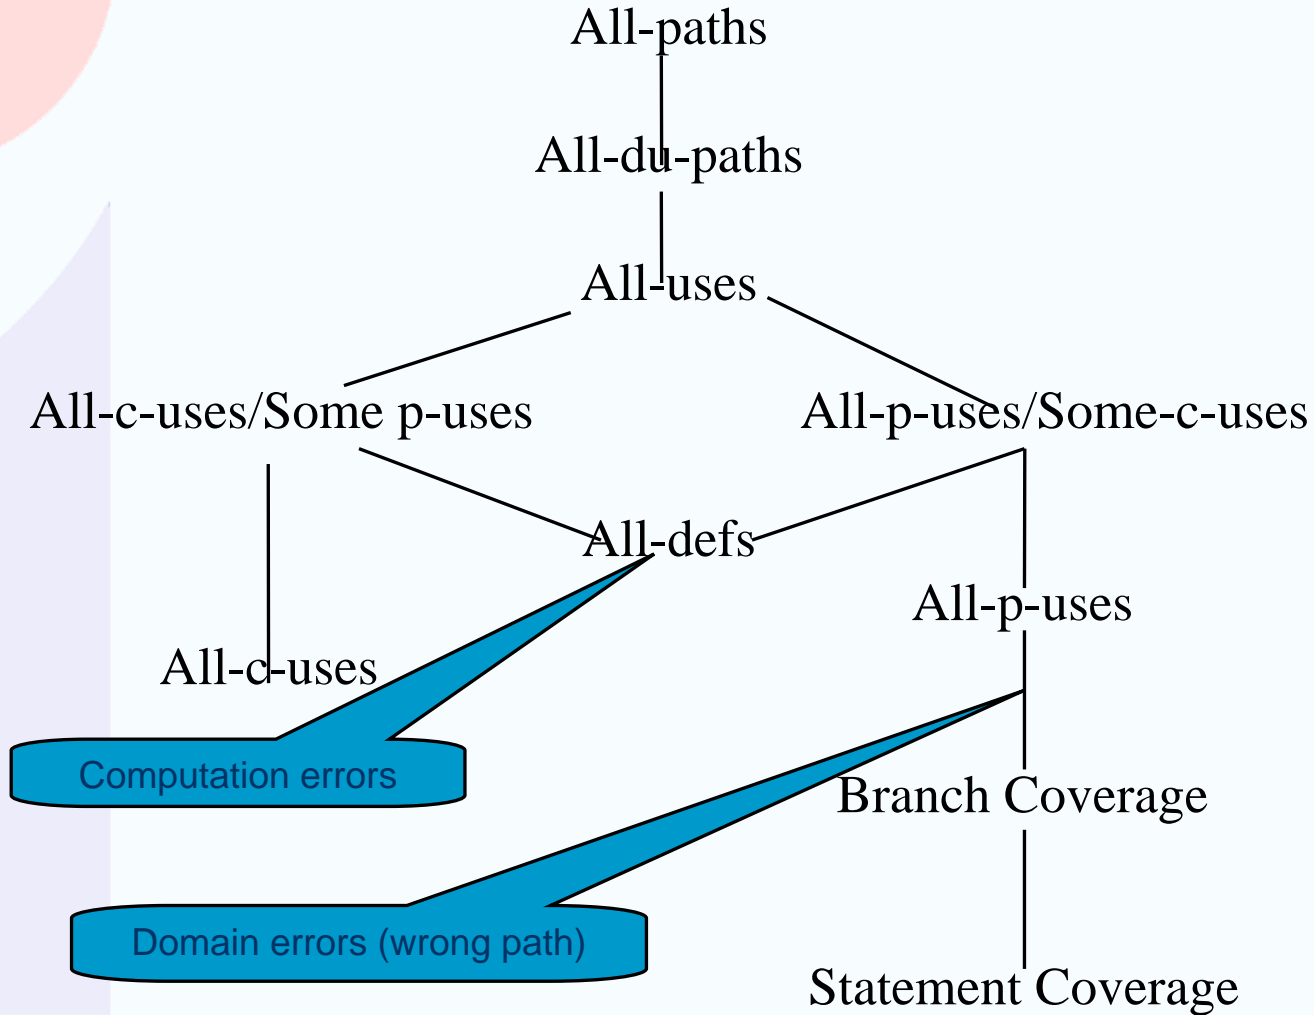 All-paths
All-du-paths
All-uses
All-c-uses/Some p-uses
All-p-uses/Some-c-uses
All-defs
All-p-uses
All-c-uses
Computation errors
Branch Coverage
Domain errors (wrong path)
Statement Coverage